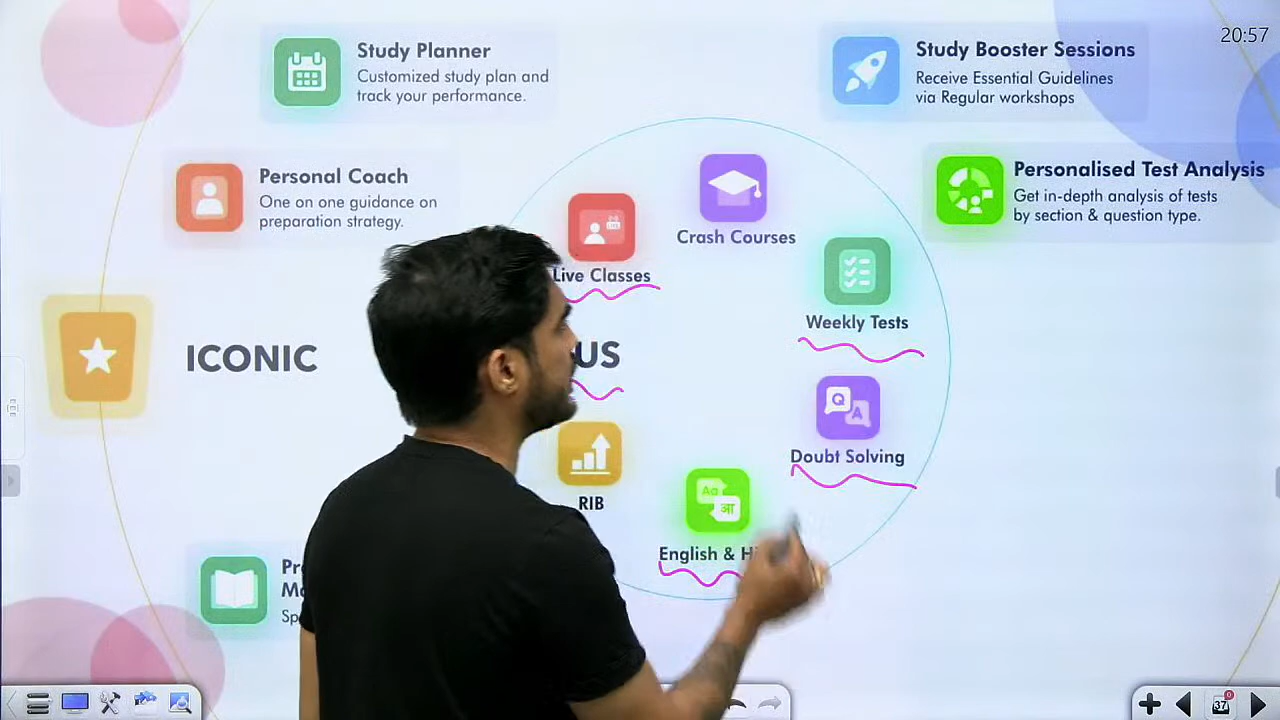 20:57
Study Planner
Customized study plan and
track your performance.
Study Booster Sessions
Receive Essential Guidelines
via Regular workshops
Personal Coach
One on one guidance on
preparation strategy.
Personalised Test Analysis
Get in-depth analysis of tests
by section & question type.
Crash Courses
Live Classes
Weekly Tests
ICONIC
US
Q
A
Doubt Solving
RIB
Aa
आ
English &
37
0